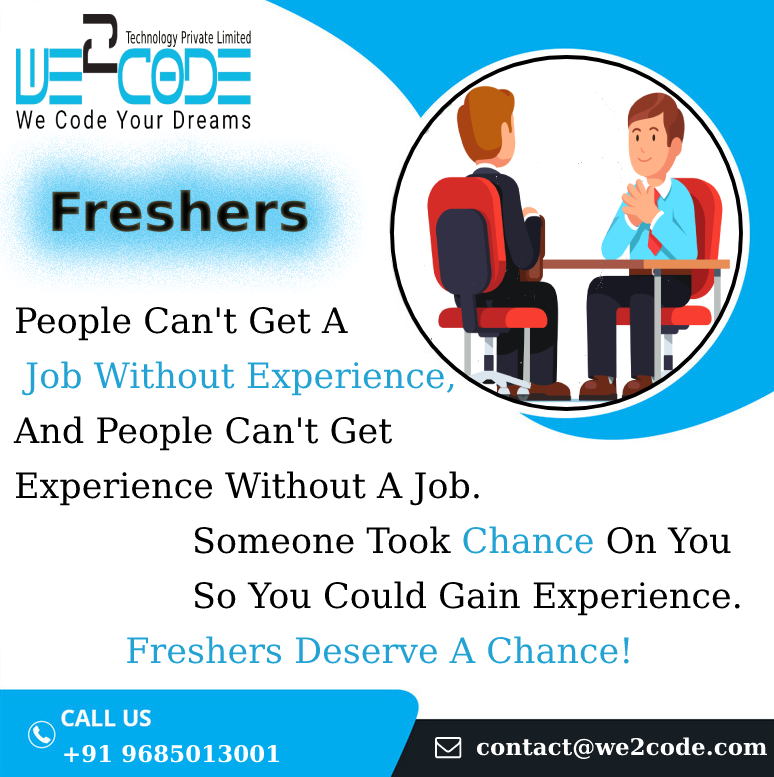 Technology Private Limited
WE2CODE
We Code Your Dreams
Freshers
People Can't Get A
Job Without Experience,
And People Can't Get
Experience Without A Job.
Someone Took Chance On You
So You Could Gain Experience.
Freshers Deserve A Chance!
CALL US
+91 9685013001
contact@we2code.com